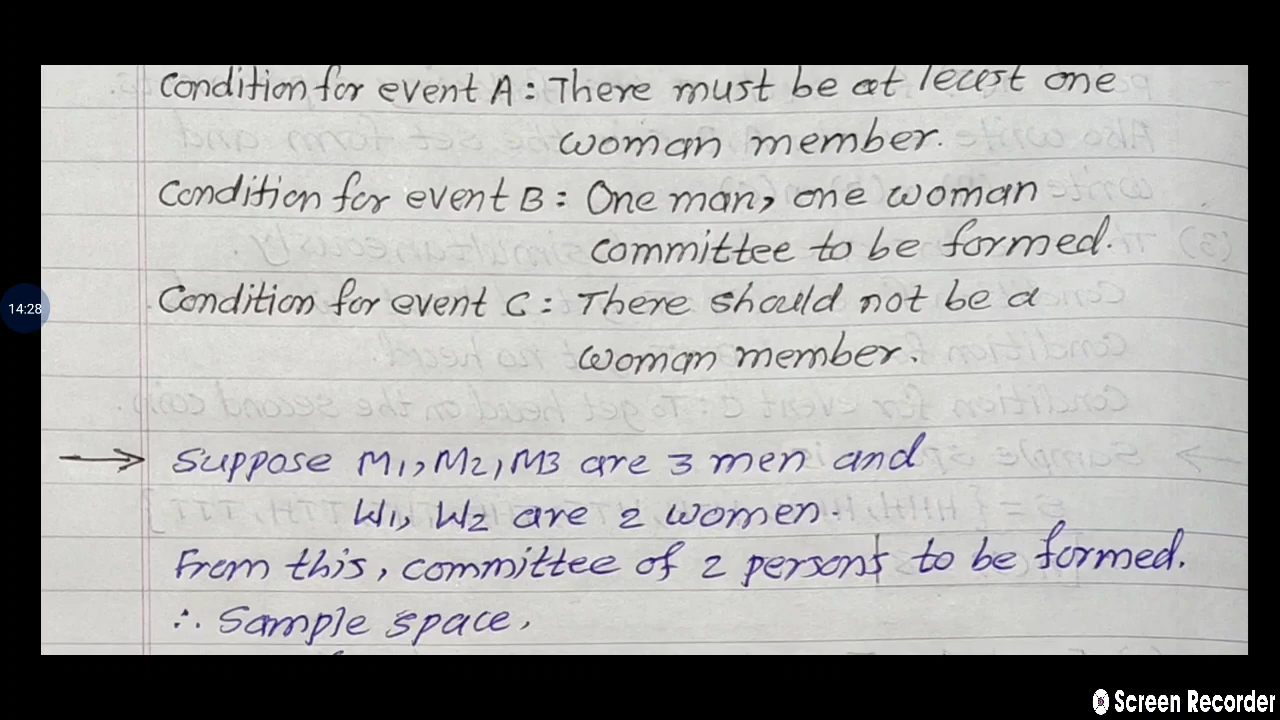 Condition for event A : There must be at least one
woman member.
Condition for event B : One man, one woman
committee to be formed.
Condition for event C : There should not be a
woman member.
14:28
→ Suppose M1, M2, M3 are 3 men and
W1, W2 are 2 women.
From this, committee of 2 persons to be formed.
∴ Sample space,
Screen Recorder